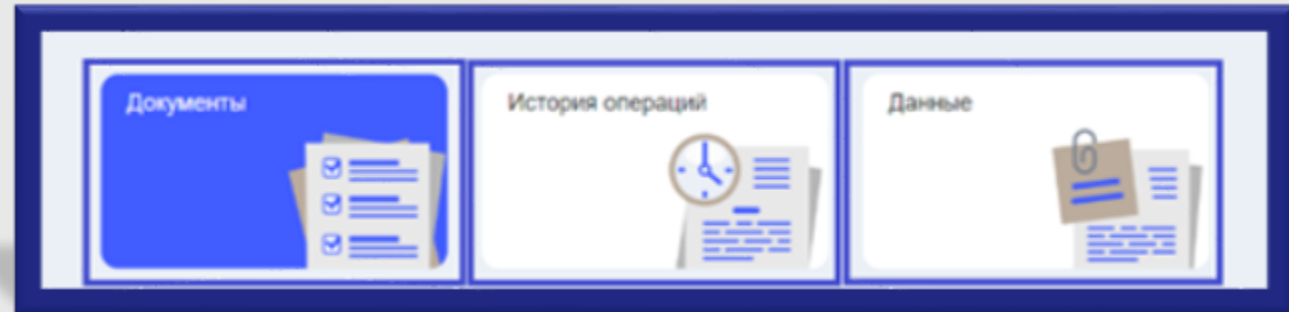 Документы
История операций
Данные